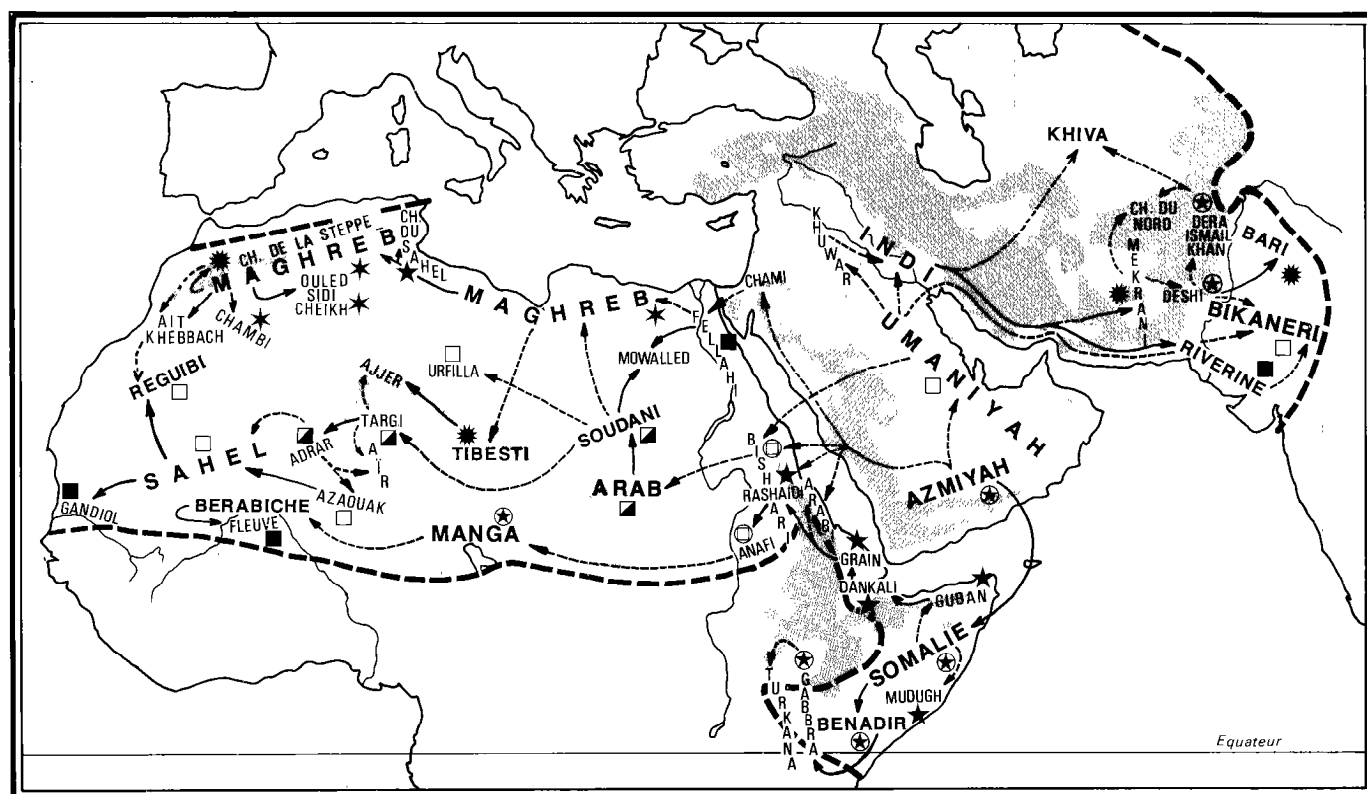 KHIVA
CH. DU
NORD
DERA
ISMAIL
KHAN
BARI
MEKRANI
DESHI
BIKANERI
RIVERINE
KHUWAR
INDI
UMANIYAH
AZMIYAH
CHAMI
FELLAHI
MOWALLED
CH. DE LA STEPPE
CH DU SAHEL
MAGHREB
MAGHREB
OULED
SIDI
CHEIKH
AIT
KHEBBACH
CHAMBI
REGUIBI
URFILLA
AJJER
TARGI
AÏR
ADRAR
TIBESTI
SOUDANI
SAHEL
AZAOUAK
GANDIOL
BERABICHE
FLEUVE
MANGA
ARAB
BISHARI
RASHAIDI
ARAB
ANAFI
GRAIN
DANKALI
GUBAN
SOMALIE
MUDUGH
BENADIR
GABBRA
TURKANA
Equateur